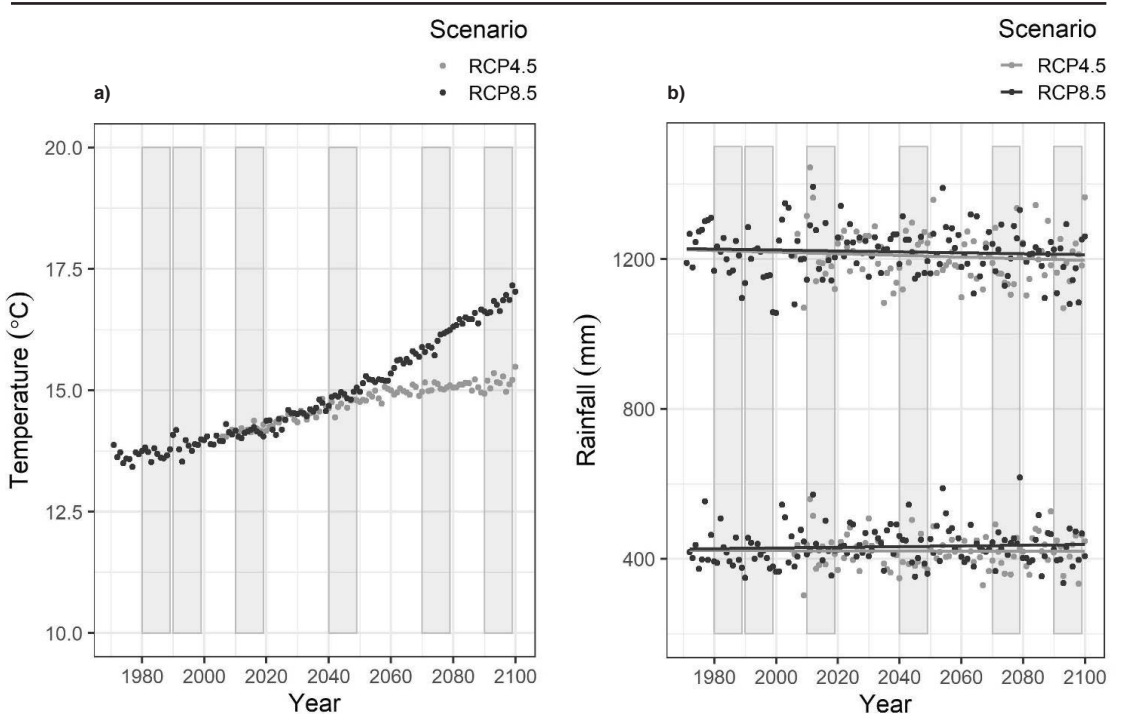 Scenario
RCP4.5
RCP8.5
a)
20.0
17.5
15.0
12.5
10.0
Temperature (°C)
1980 2000 2020 2040 2060 2080 2100
Year
Scenario
RCP4.5
RCP8.5
b)
1200
800
400
Rainfall (mm)
1980 2000 2020 2040 2060 2080 2100
Year